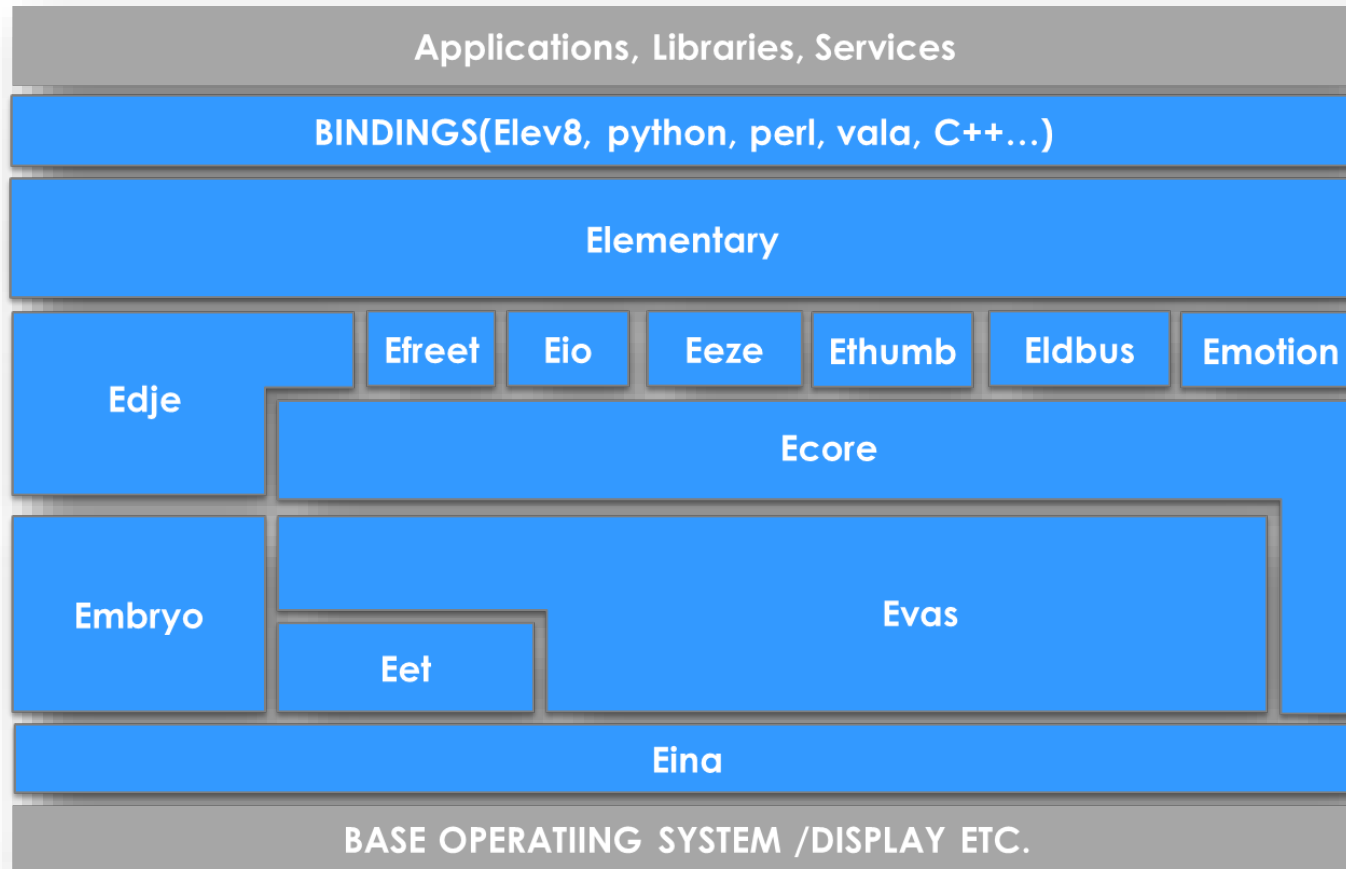 Applications, Libraries, Services
BINDINGS(Elev8, python, perl, vala, C++...)
Elementary
Efreet
Eio
Eeze
Ethumb
Eldbus
Emotion
Edje
Ecore
Embryo
Evas
Eet
Eina
BASE OPERATIING SYSTEM /DISPLAY ETC.